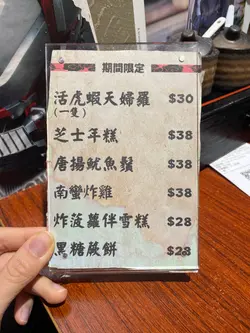 期間限定
活虎蝦天婦羅 $30
(一隻)
芝士年糕 $38
唐揚魷魚鬚 $38
南蠻炸雞 $38
炸菠蘿伴雪糕 $28
黑糖蕨餅 $28